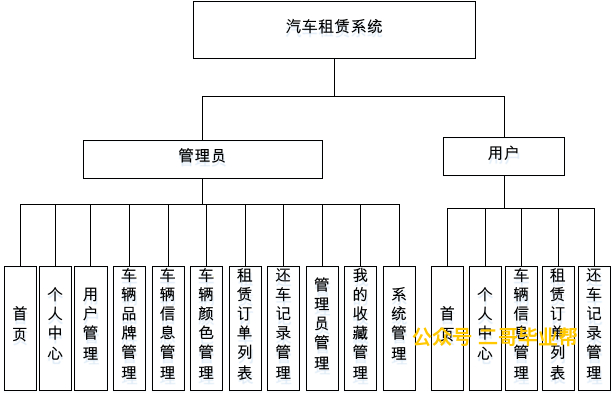 汽车租赁系统
管理员
用户
首页
个人中心
用户管理
车辆品牌管理
车辆信息管理
车辆颜色管理
租赁订单列表
还车记录管理
管理员管理
我的收藏管理
系统管理
首页
个人中心
车辆信息管理
租赁订单列表
还车记录管理
公众号 二哥毕业帮